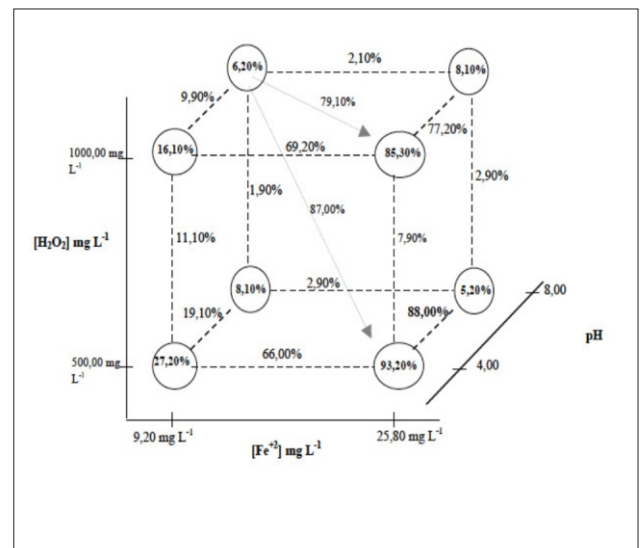 2,10%
6,20%
8,10%
9,90%
79,10%
77,20%
1000,00 mg
L⁻¹
16,10%
69,20%
85,30%
2,90%
1,90%
87,00%
[H₂O₂] mg L⁻¹
11,10%
7,90%
8,10%
2,90%
5,20%
8,00
19,10%
88,00%
pH
500,00 mg
L⁻¹
27,20%
66,00%
93,20%
4,00
9,20 mg L⁻¹
25,80 mg L⁻¹
[Fe⁺²] mg L⁻¹